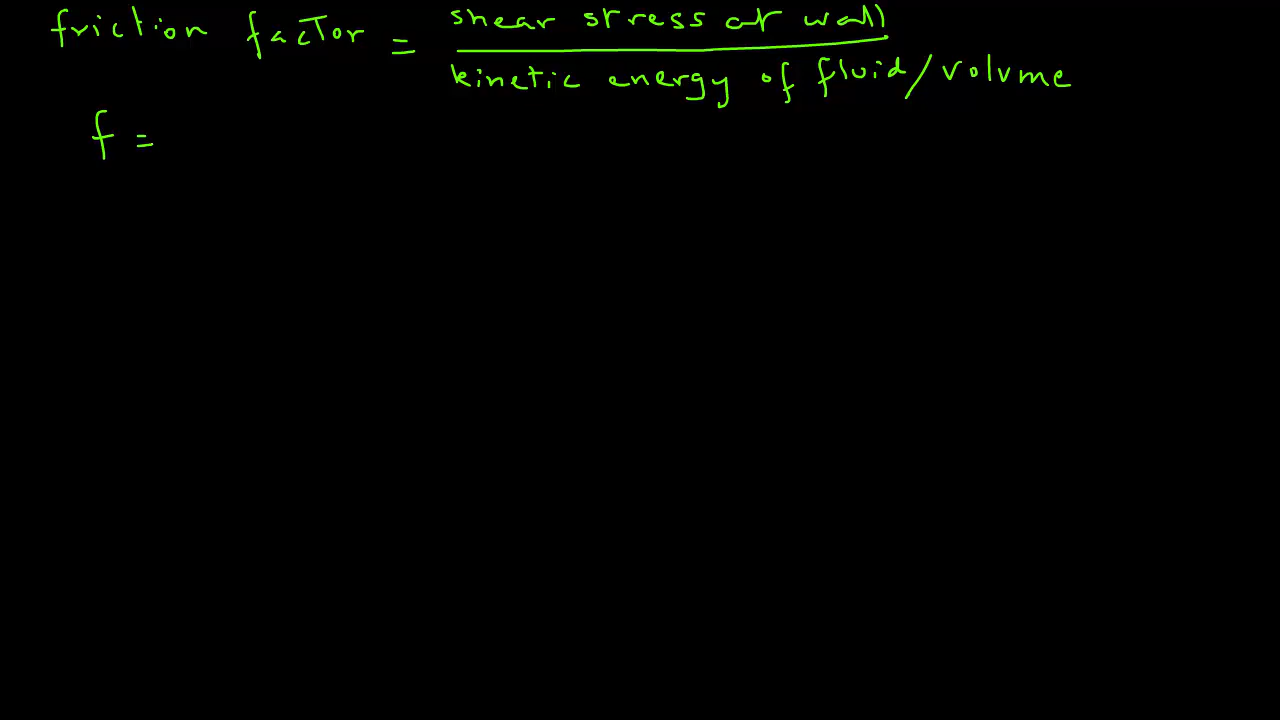 friction factor = shear stress at wall
kinetic energy of fluid/volume
f =